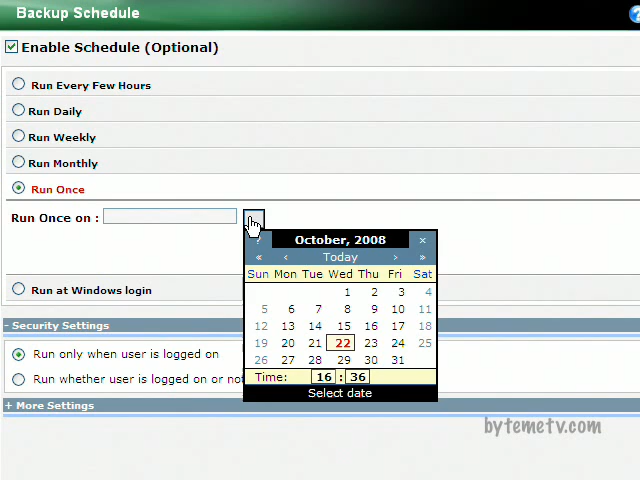 Backup Schedule ?
Enable Schedule (Optional)
Run Every Few Hours
Run Daily
Run Weekly
Run Monthly
Run Once
Run Once on :
? October, 2008 ×
« ‹ Today › »
Sun Mon Tue Wed Thu Fri Sat
1 2 3 4
5 6 7 8 9 10 11
12 13 14 15 16 17 18
19 20 21 22 23 24 25
26 27 28 29 30 31
Time: 16 : 36
Select date
Run at Windows login
- Security Settings
Run only when user is logged on
Run whether user is logged on or not
+ More Settings
bytemetv.com